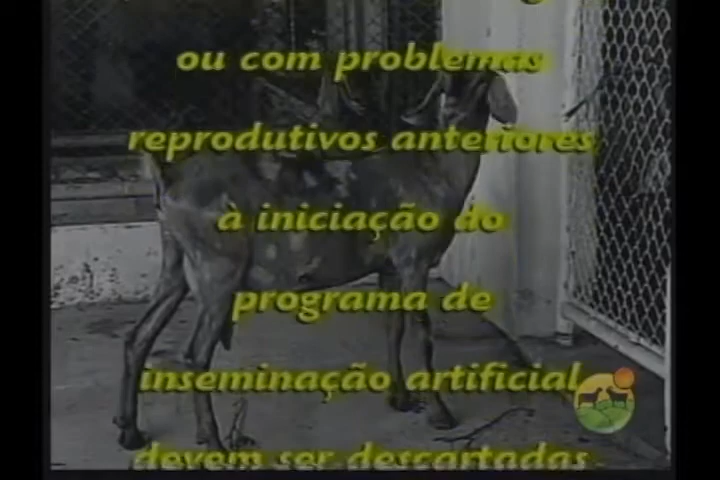 ou com problemas
reprodutivos anteriores
à iniciação do
programa de
inseminação artificial
devem ser descartadas